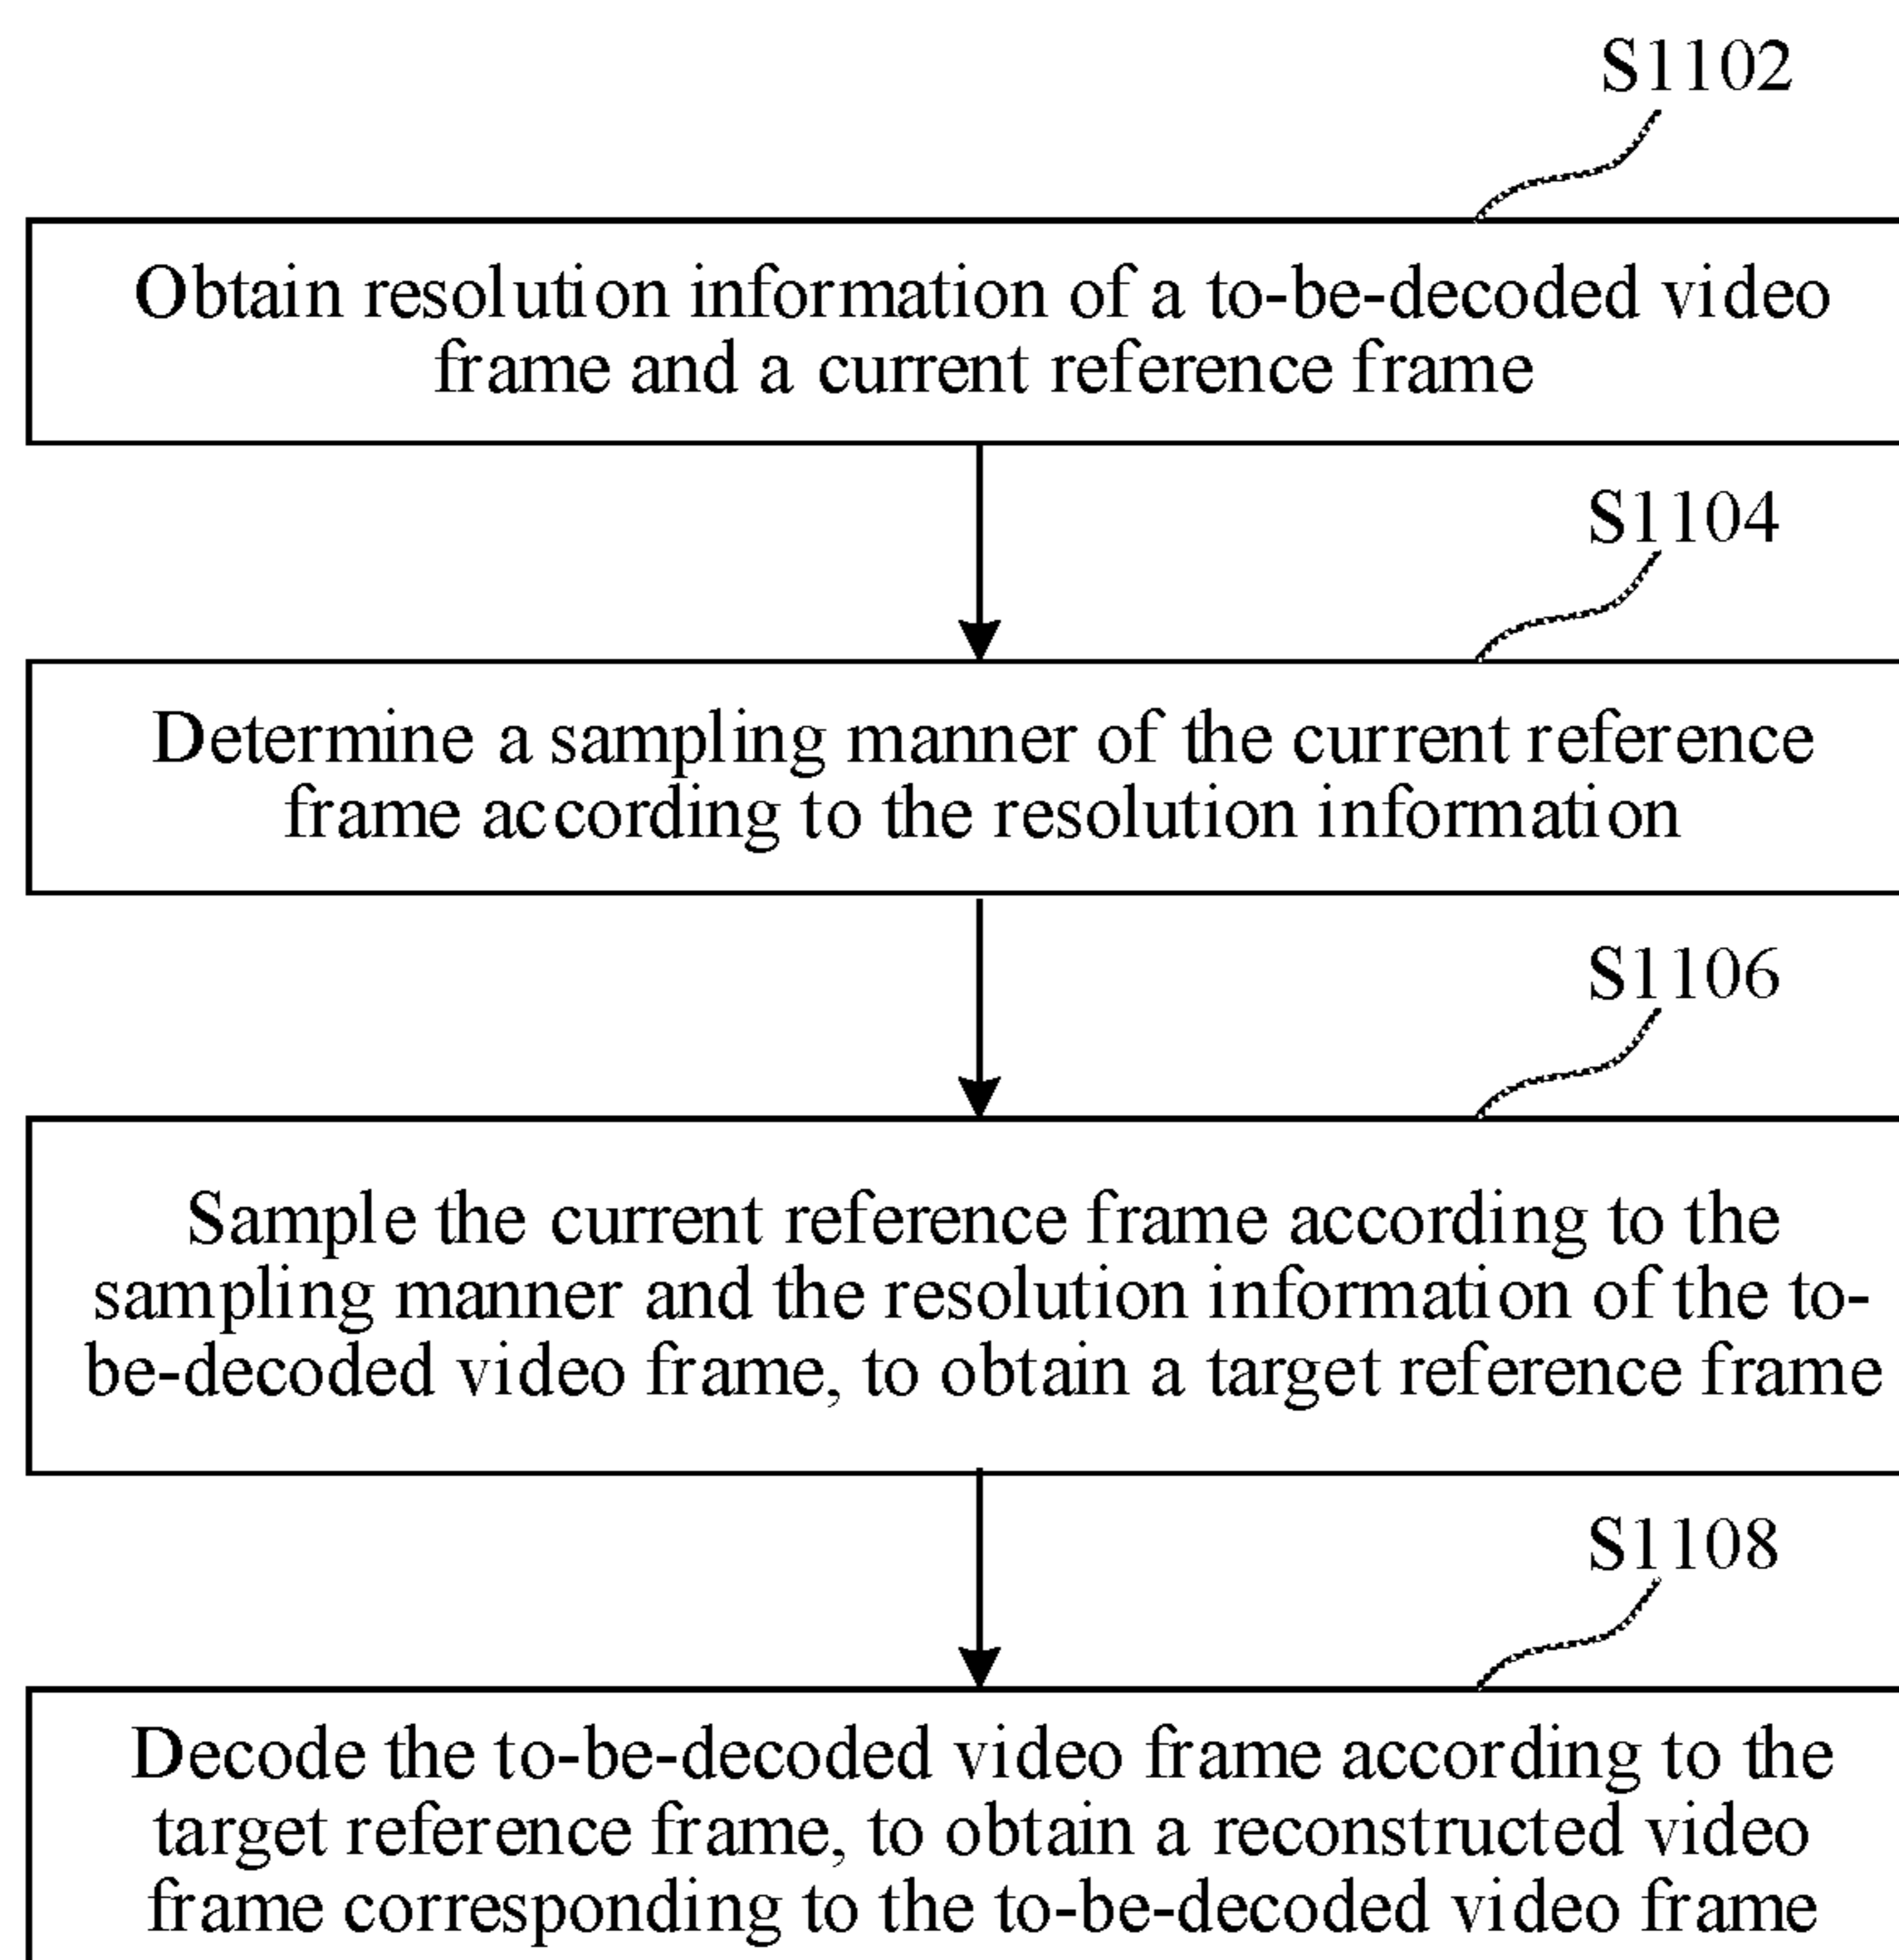 S1102
Obtain resolution information of a to-be-decoded video
frame and a current reference frame
S1104
Determine a sampling manner of the current reference
frame according to the resolution information
S1106
Sample the current reference frame according to the
sampling manner and the resolution information of the to-
be-decoded video frame, to obtain a target reference frame
S1108
Decode the to-be-decoded video frame according to the
target reference frame, to obtain a reconstructed video
frame corresponding to the to-be-decoded video frame